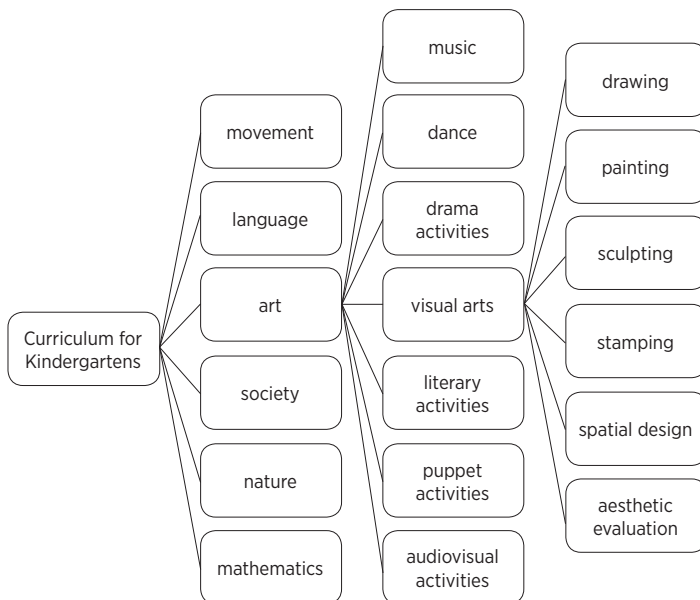 Curriculum for
Kindergartens
movement
language
art
society
nature
mathematics
music
dance
drama
activities
visual arts
literary
activities
puppet
activities
audiovisual
activities
drawing
painting
sculpting
stamping
spatial design
aesthetic
evaluation